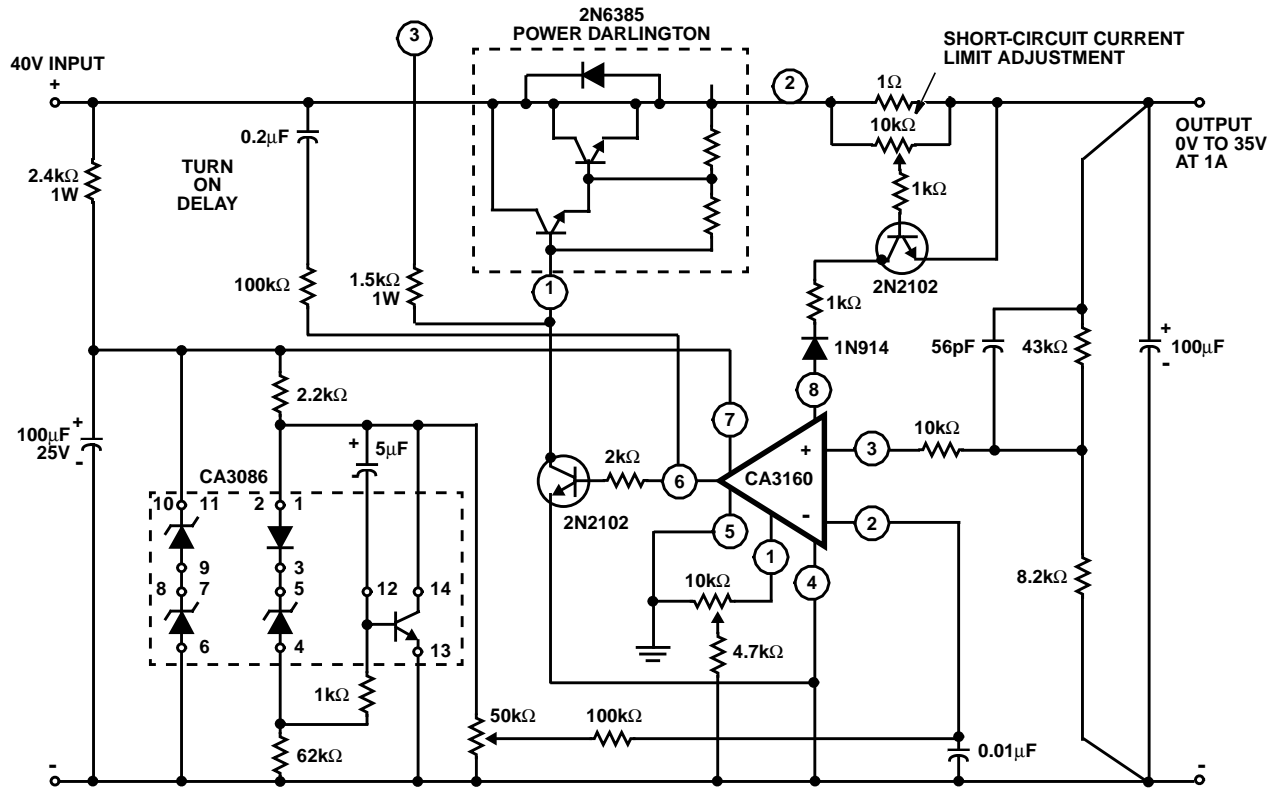 2N6385
POWER DARLINGTON
3
SHORT-CIRCUIT CURRENT
LIMIT ADJUSTMENT
40V INPUT
+
2
1Ω
10kΩ
OUTPUT
0V TO 35V
AT 1A
0.2μF
2.4kΩ
1W
TURN
ON
DELAY
1kΩ
100kΩ
1.5kΩ
1W
1
2N2102
1kΩ
1N914
56pF
43kΩ
+
100μF
-
8
2.2kΩ
7
100μF
25V
+
-
+
5μF
-
10kΩ
3
+
CA3160
-
2kΩ
6
CA3086
2N2102
5
2
1
4
10 11
2 1
9
3
8 7
5
12
14
6
4
13
10kΩ
8.2kΩ
4.7kΩ
1kΩ
50kΩ
100kΩ
62kΩ
0.01μF
-
-